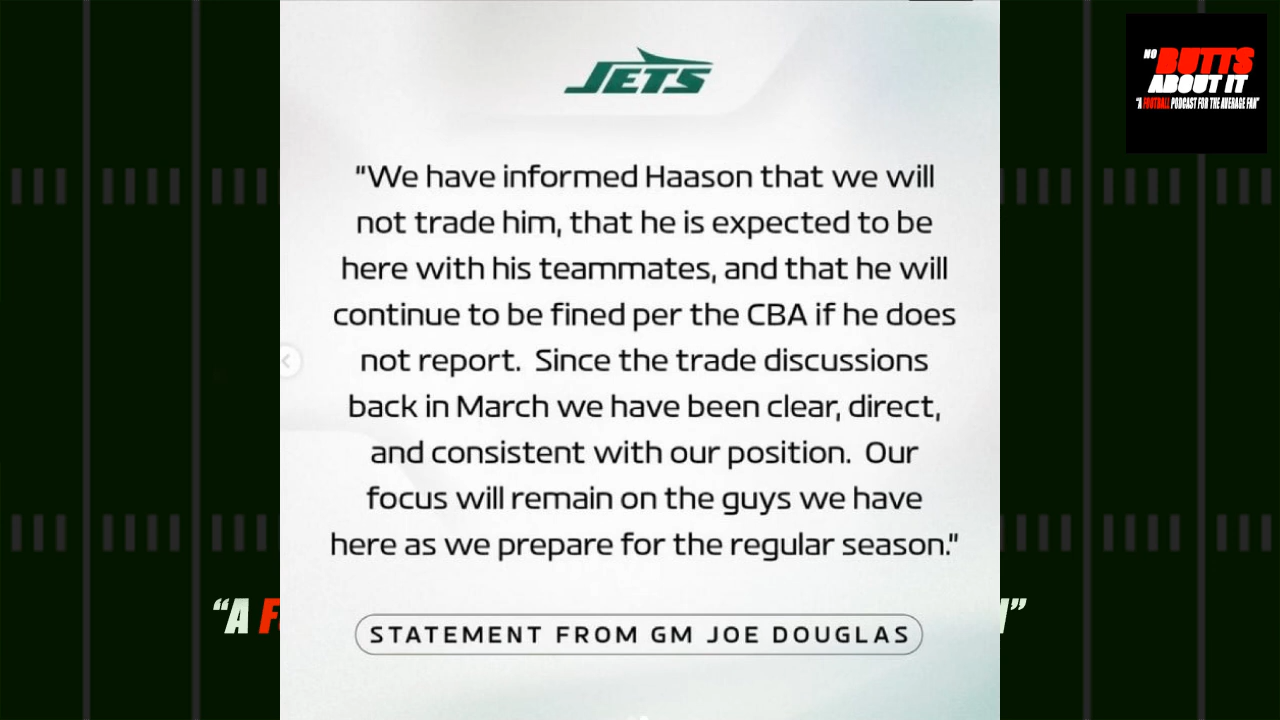 JETS
NO
BUTTS
ABOUT IT
"A FOOTBALL PODCAST FOR THE AVERAGE FAN"
"We have informed Haason that we will
not trade him, that he is expected to be
here with his teammates, and that he will
continue to be fined per the CBA if he does
not report. Since the trade discussions
back in March we have been clear, direct,
and consistent with our position. Our
focus will remain on the guys we have
here as we prepare for the regular season."
"A
STATEMENT FROM GM JOE DOUGLAS